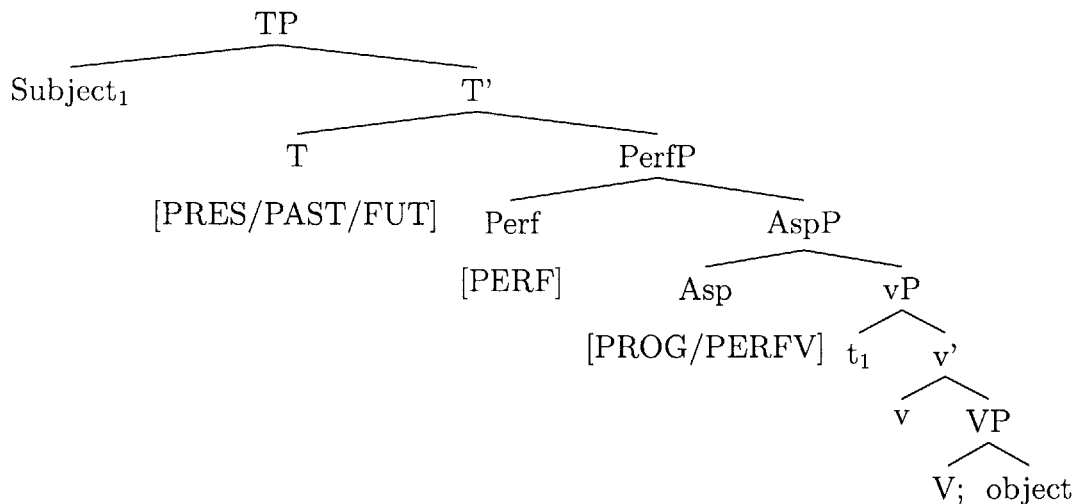 TP
Subject₁ T’
T PerfP
[PRES/PAST/FUT] Perf AspP
[PERF] Asp vP
[PROG/PERFV] t₁ v’
v VP
V; object